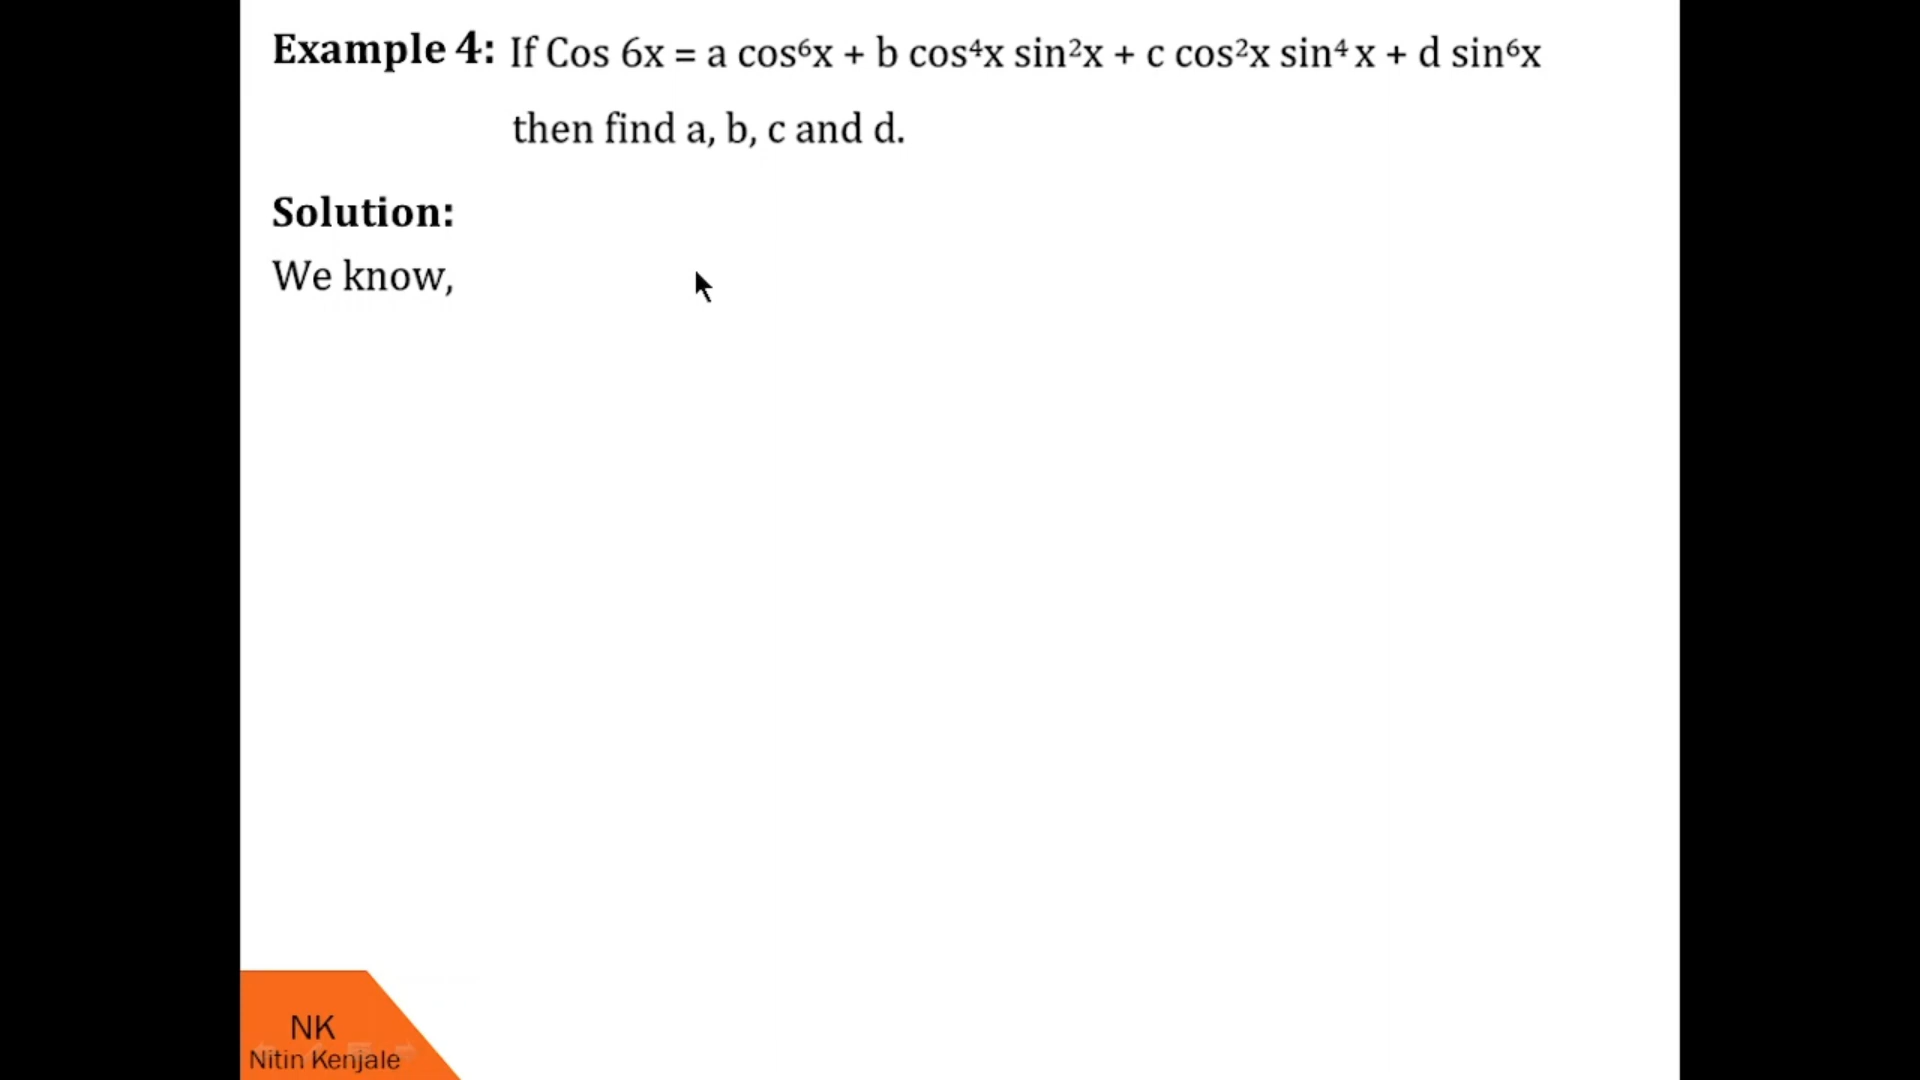 Example 4: If Cos 6x = a cos⁶x + b cos⁴x sin²x + c cos²x sin⁴ x + d sin⁶x
then find a, b, c and d.
Solution:
We know,
NK
Nitin Kenjale